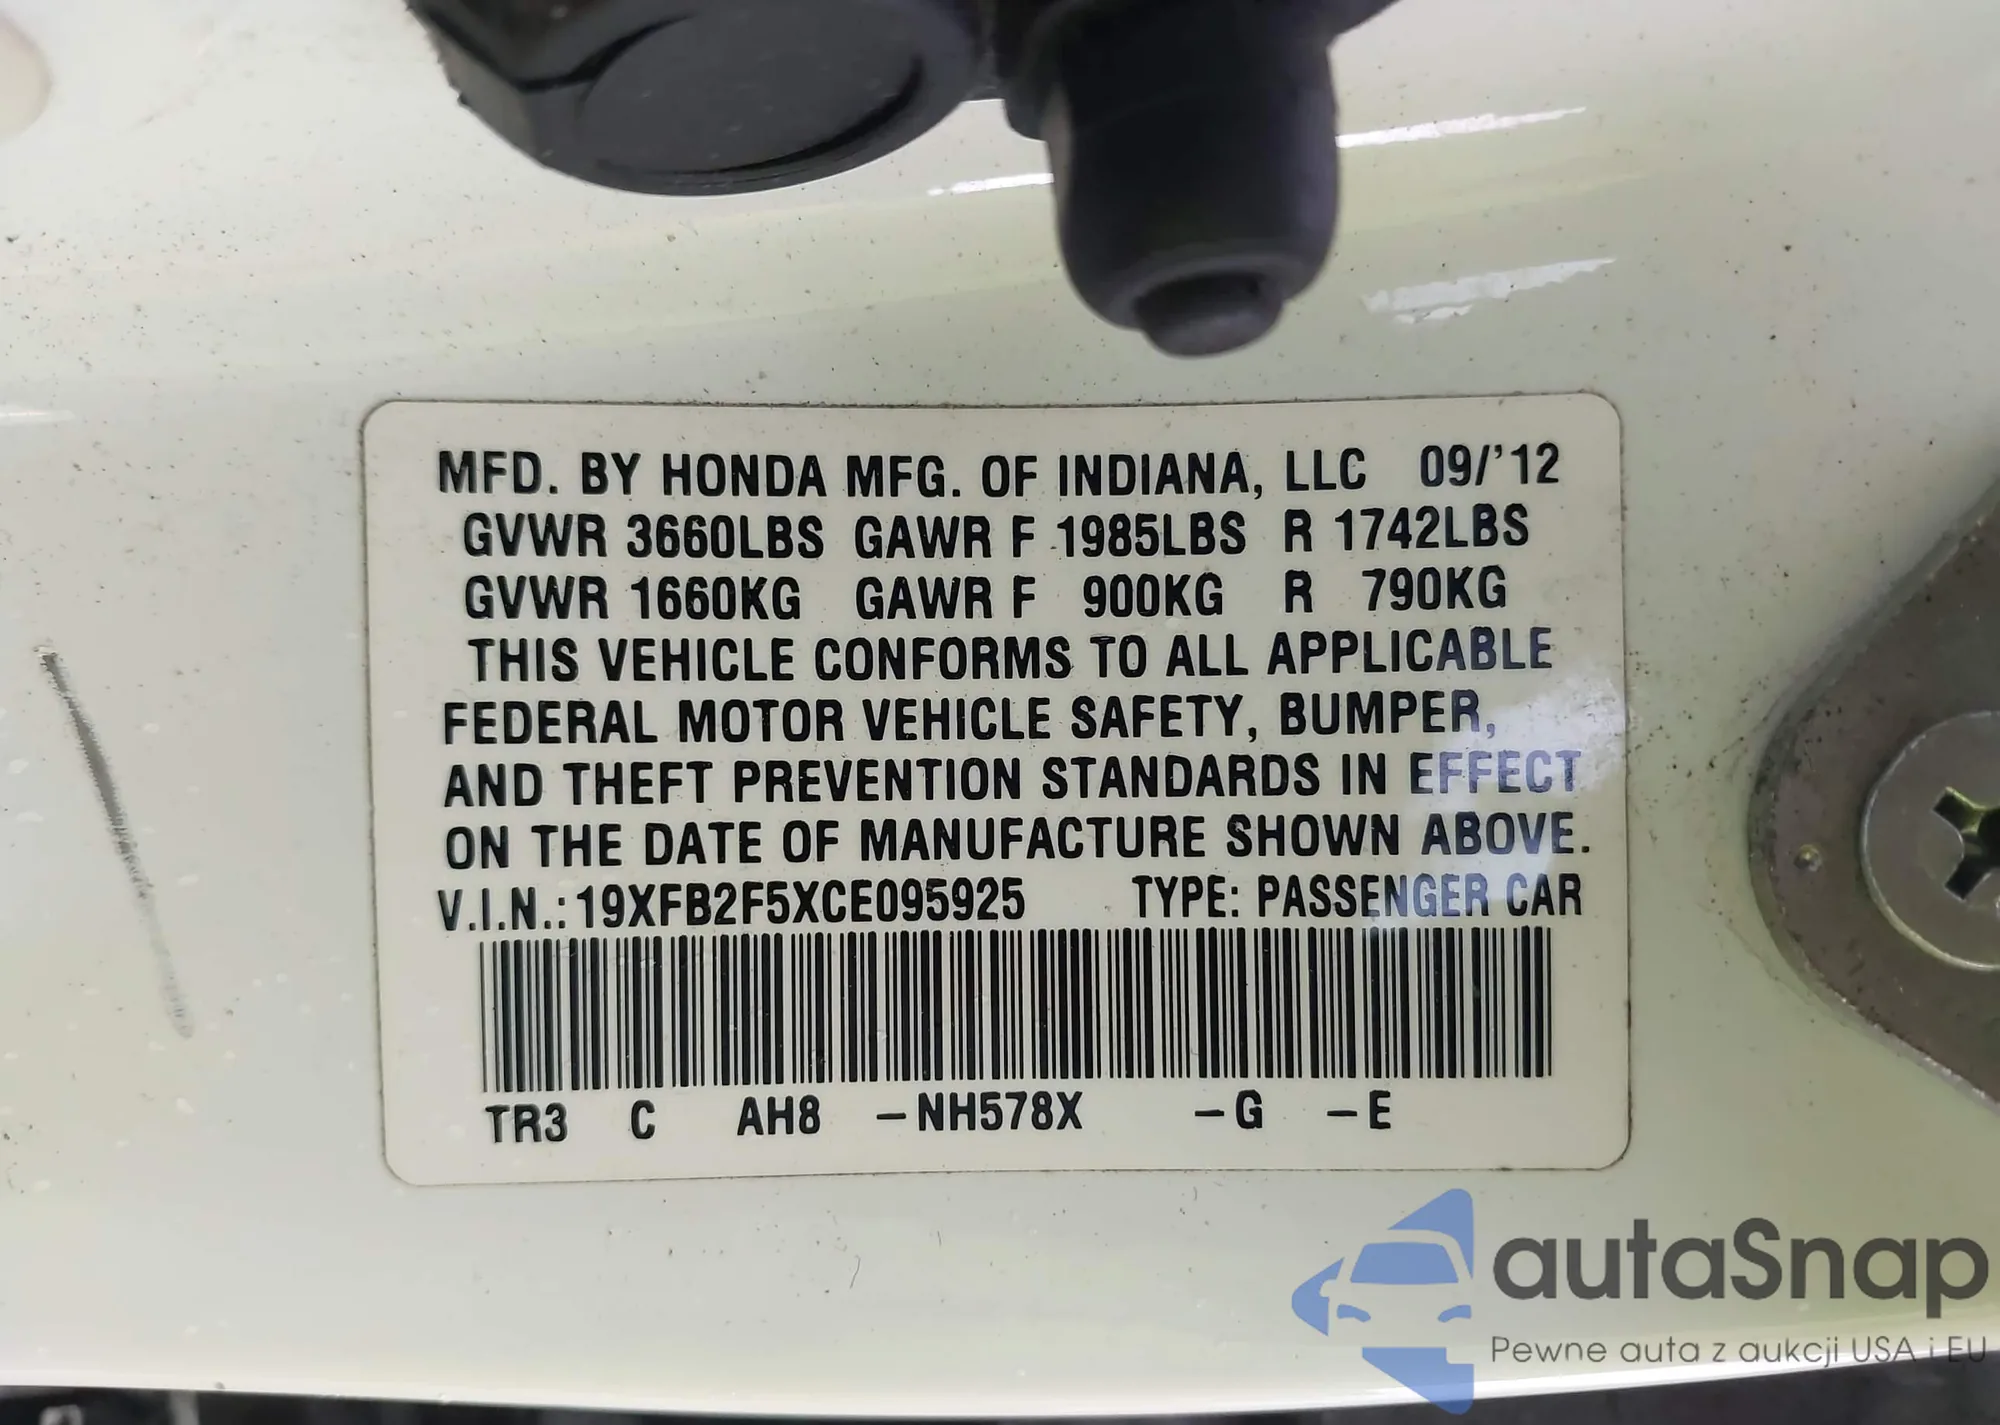 MFD. BY HONDA MFG. OF INDIANA, LLC 09/'12
GVWR 3660LBS GAWR F 1985LBS R 1742LBS
GVWR 1660KG GAWR F 900KG R 790KG
THIS VEHICLE CONFORMS TO ALL APPLICABLE
FEDERAL MOTOR VEHICLE SAFETY, BUMPER,
AND THEFT PREVENTION STANDARDS IN EFFECT
ON THE DATE OF MANUFACTURE SHOWN ABOVE.
V.I.N.: 19XFB2F5XCE095925 TYPE: PASSENGER CAR
TR3 C AH8 –NH578X –G –E
autaSnap
Pewne auta z aukcji USA i EU